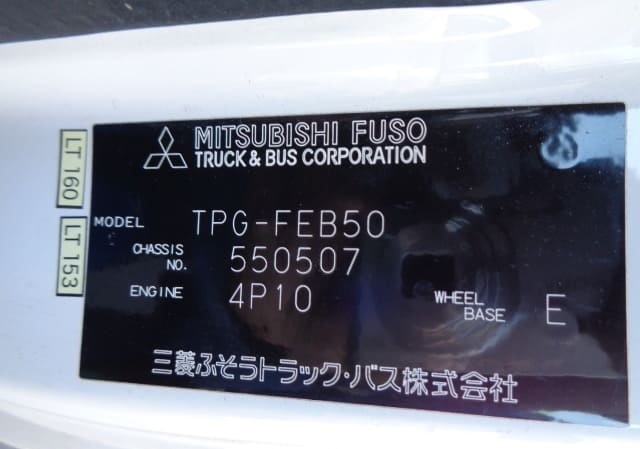 MITSUBISHI FUSO
TRUCK & BUS CORPORATION
LT 160
LT 153
MODEL TPG-FEB50
CHASSIS NO. 550507
ENGINE 4P10
WHEEL BASE E
三菱ふそうトラック・バス株式会社